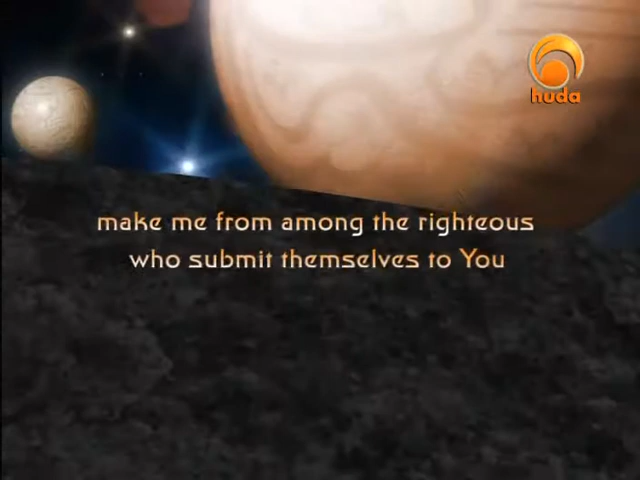 huda
make me from among the righteous
who submit themselves to You